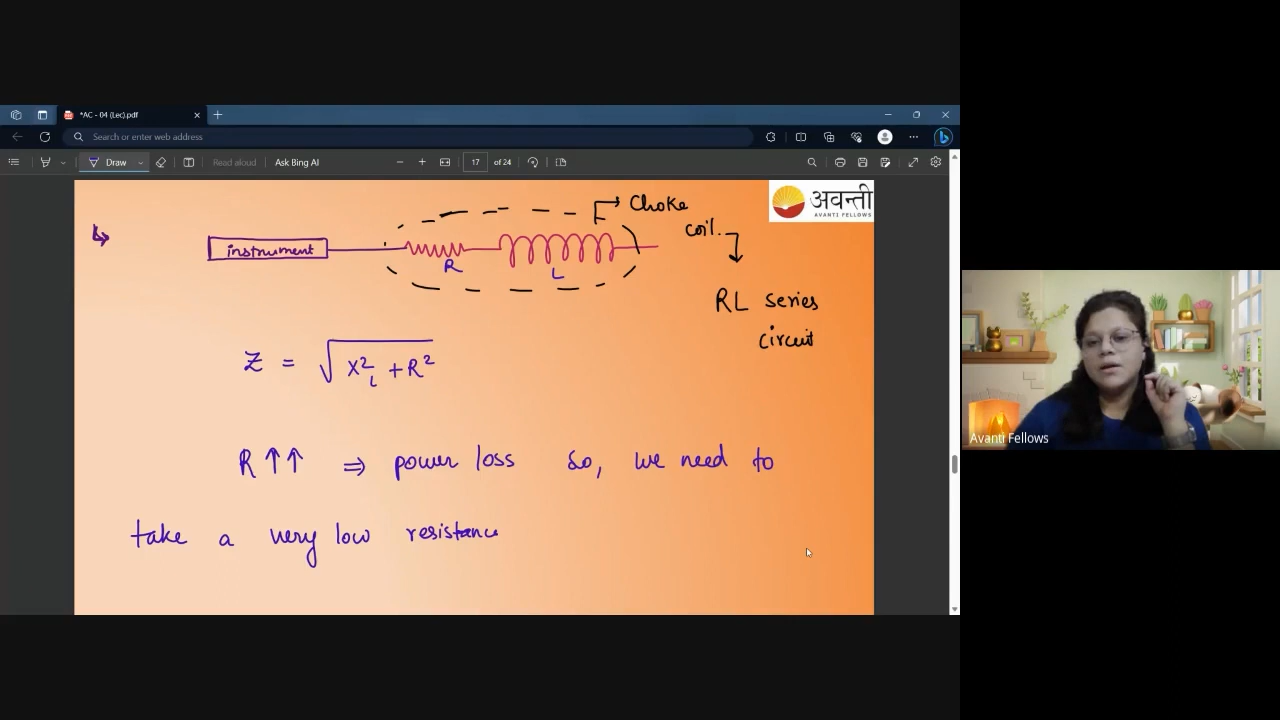 *AC - 04 (Lec).pdf
Search or enter web address
Draw
Read aloud
Ask Bing AI
17 of 24
अवन्ती
AVANTI FELLOWS
Choke
coil.
instrument
R
L
RL series
circuit
Z = √X²L + R²
R ↑↑ ⇒ power loss so, we need to
take a very low resistance
Avanti Fellows